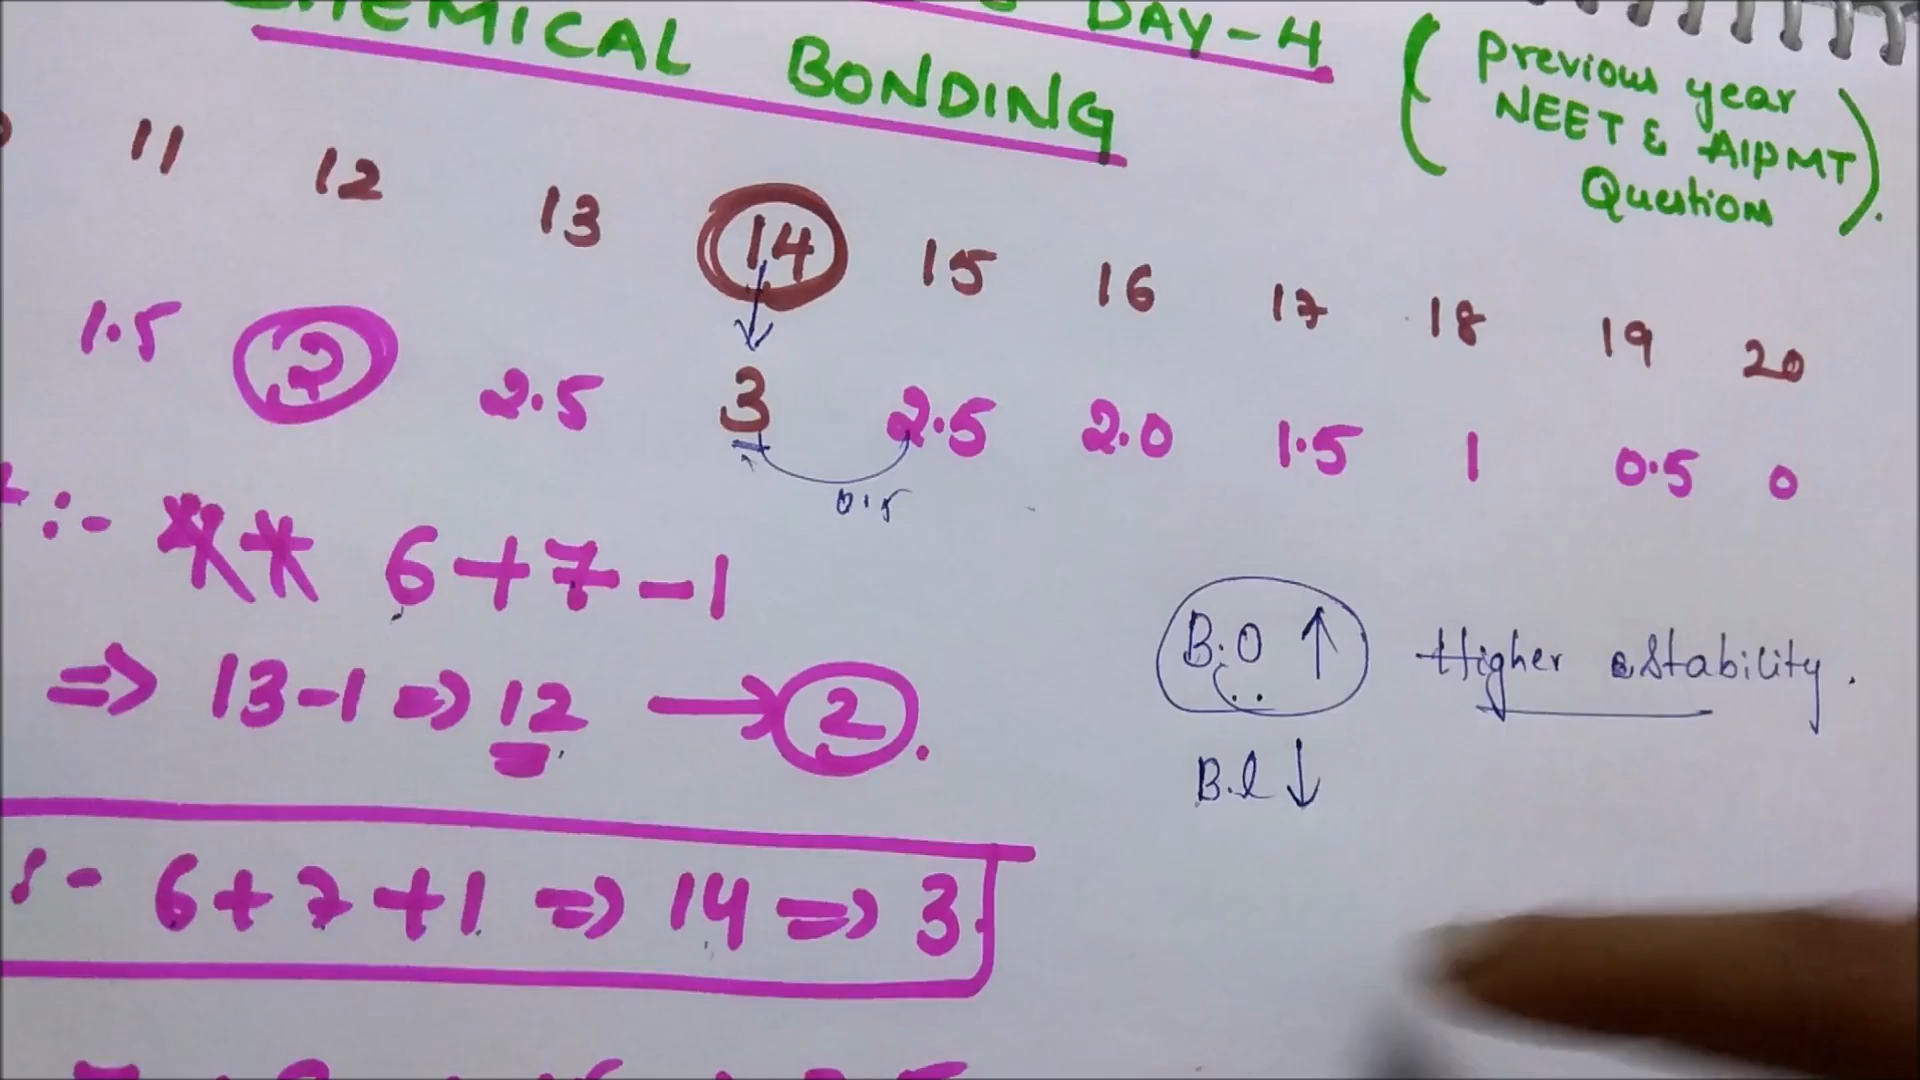 CHEMICAL BONDING
DAY-4
(Previous year
NEET & AIPMT
Question).
11 12 13 14 15 16 17 18 19 20
1.5 2 2.5 3 2.5 2.0 1.5 1 0.5 0
0.5
:- ** 6+7-1
⇒ 13-1 ⇒ 12 → 2.
B.O ↑ Higher Stability.
B.l ↓
:- 6+7+1 ⇒ 14 ⇒ 3.